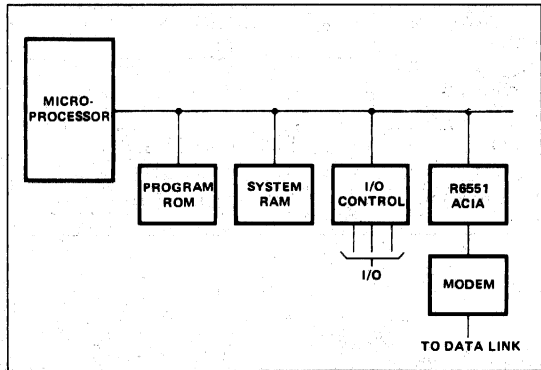 MICRO-
PROCESSOR
PROGRAM
ROM
SYSTEM
RAM
I/O
CONTROL
R6551
ACIA
I/O
MODEM
TO DATA LINK